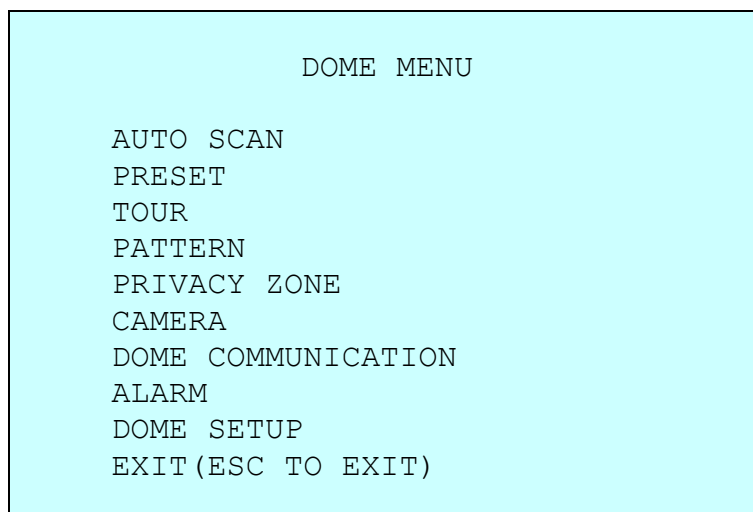 DOME MENU
AUTO SCAN
PRESET
TOUR
PATTERN
PRIVACY ZONE
CAMERA
DOME COMMUNICATION
ALARM
DOME SETUP
EXIT(ESC TO EXIT)